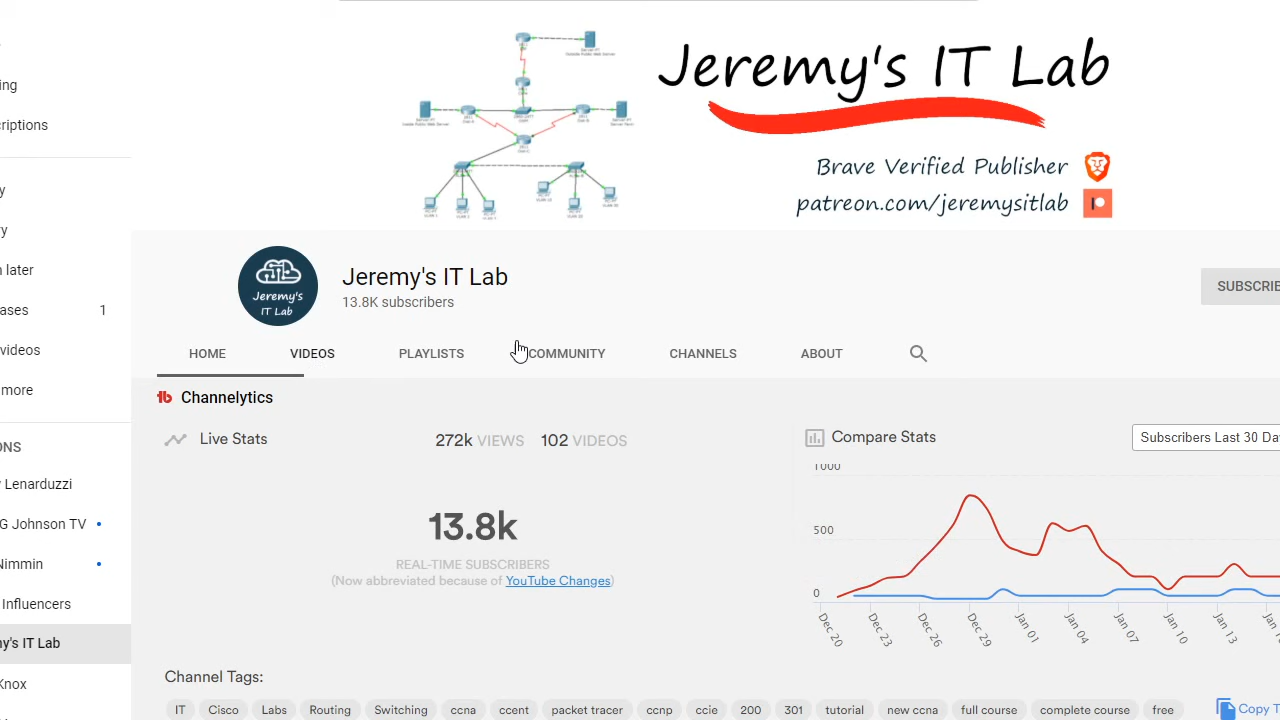 Jeremy's IT Lab
Brave Verified Publisher
patreon.com/jeremysitlab
ing
criptions
y
ry
n later
ases 1
videos
more
ONS
y Lenarduzzi
G Johnson TV
Nimmin
Influencers
ny's IT Lab
Knox
Jeremy's
IT Lab
Jeremy's IT Lab
13.8K subscribers
SUBSCRIBE
HOME VIDEOS PLAYLISTS COMMUNITY CHANNELS ABOUT
Channelytics
Live Stats 272k VIEWS 102 VIDEOS
13.8k
REAL-TIME SUBSCRIBERS
(Now abbreviated because of YouTube Changes)
Compare Stats Subscribers Last 30 Da
1000
500
0
Dec 20 Dec 23 Dec 26 Dec 29 Jan 01 Jan 04 Jan 07 Jan 10 Jan 13
Channel Tags:
IT Cisco Labs Routing Switching ccna ccent packet tracer ccnp ccie 200 301 tutorial new ccna full course complete course free
Copy T